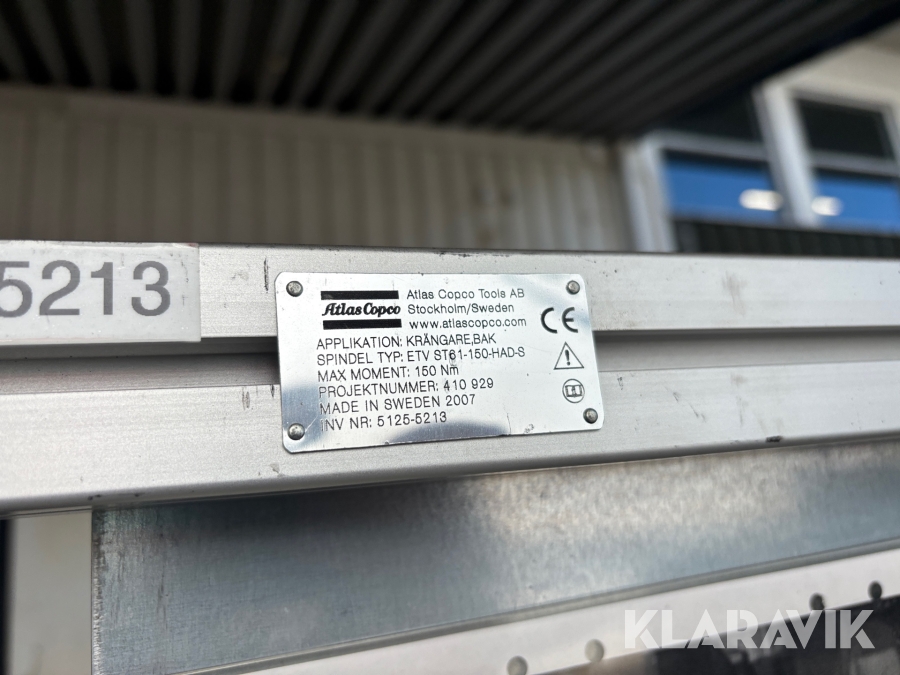 5213
Atlas Copco
Atlas Copco Tools AB
Stockholm/Sweden
www.atlascopco.com
CE
APPLIKATION: KRÄNGARE,BAK
SPINDEL TYP: ETV ST61-150-HAD-S
MAX MOMENT: 150 Nm
PROJEKTNUMMER: 410 929
MADE IN SWEDEN 2007
INV NR: 5125-5213
KLARAVIK